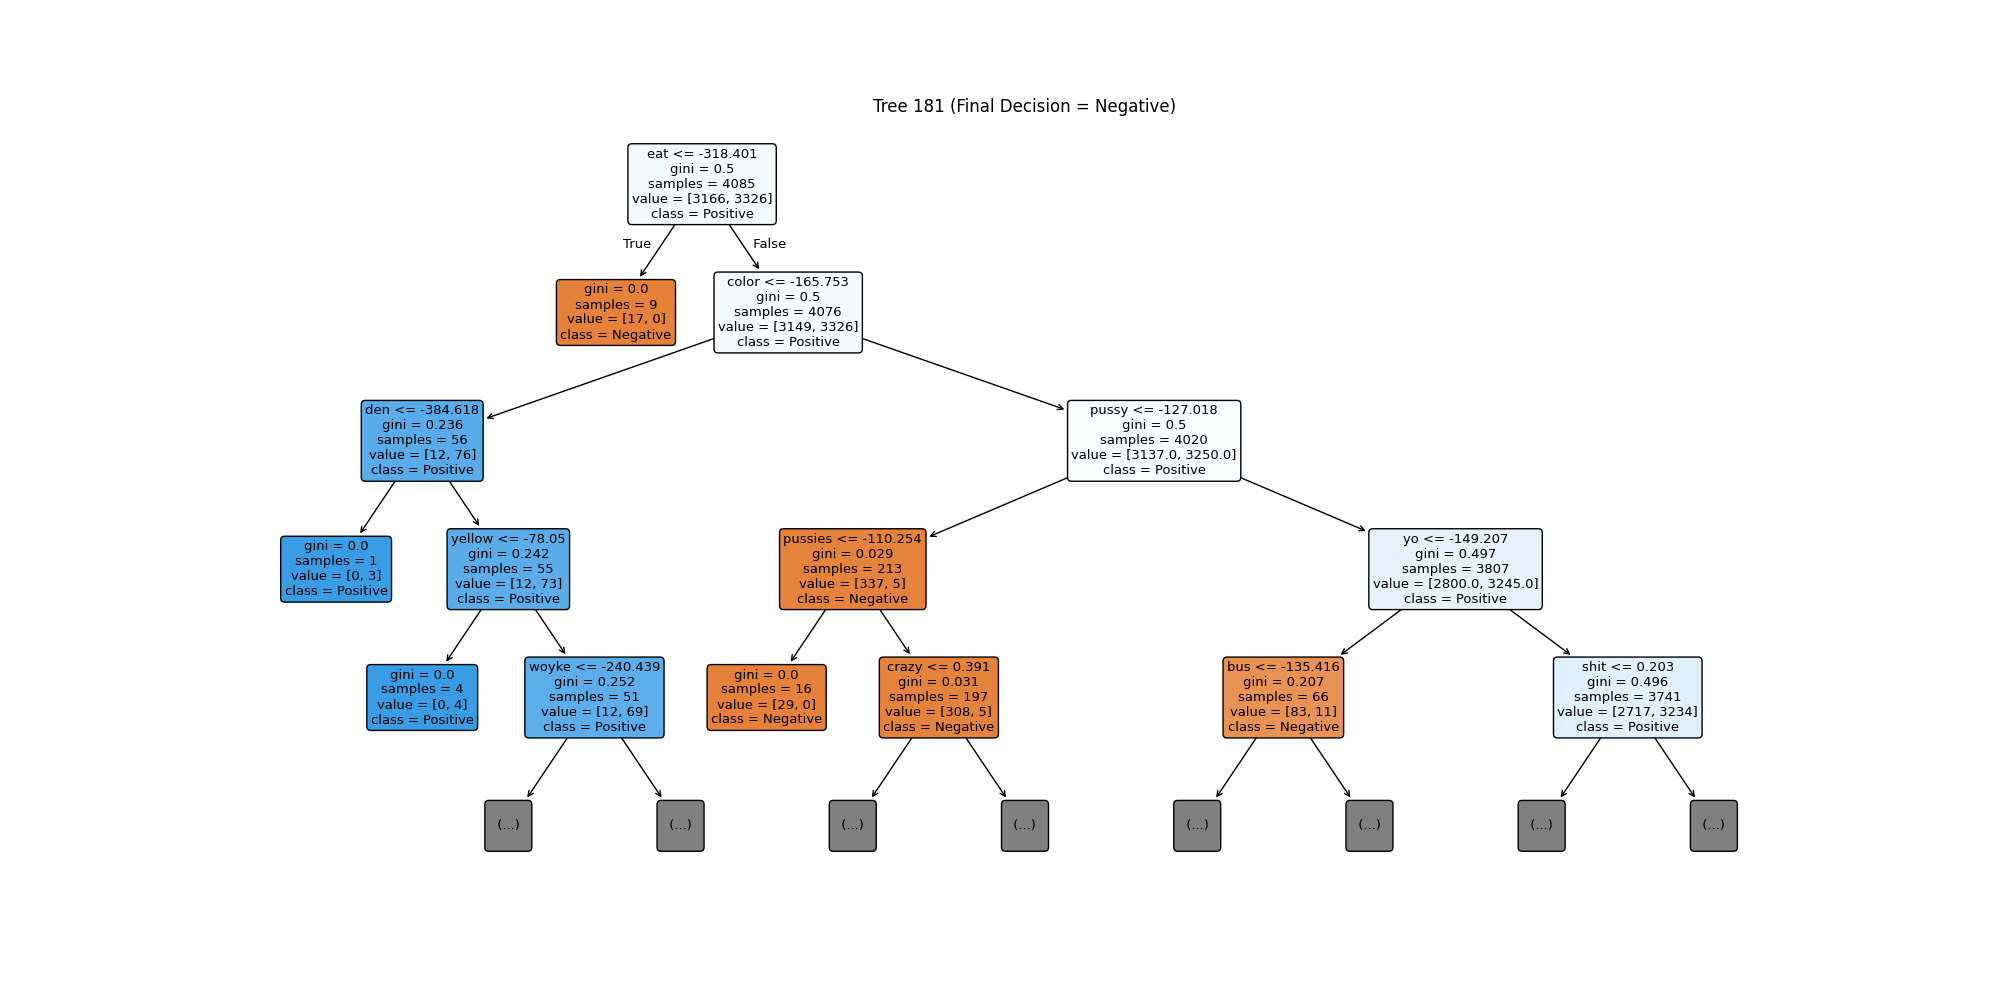 Tree 181 (Final Decision = Negative)
eat <= -318.401
gini = 0.5
samples = 4085
value = [3166, 3326]
class = Positive
True
False
gini = 0.0
samples = 9
value = [17, 0]
class = Negative
color <= -165.753
gini = 0.5
samples = 4076
value = [3149, 3326]
class = Positive
den <= -384.618
gini = 0.236
samples = 56
value = [12, 76]
class = Positive
pussy <= -127.018
gini = 0.5
samples = 4020
value = [3137.0, 3250.0]
class = Positive
gini = 0.0
samples = 1
value = [0, 3]
class = Positive
yellow <= -78.05
gini = 0.242
samples = 55
value = [12, 73]
class = Positive
pussies <= -110.254
gini = 0.029
samples = 213
value = [337, 5]
class = Negative
yo <= -149.207
gini = 0.497
samples = 3807
value = [2800.0, 3245.0]
class = Positive
gini = 0.0
samples = 4
value = [0, 4]
class = Positive
woyke <= -240.439
gini = 0.252
samples = 51
value = [12, 69]
class = Positive
gini = 0.0
samples = 16
value = [29, 0]
class = Negative
crazy <= 0.391
gini = 0.031
samples = 197
value = [308, 5]
class = Negative
bus <= -135.416
gini = 0.207
samples = 66
value = [83, 11]
class = Negative
shit <= 0.203
gini = 0.496
samples = 3741
value = [2717, 3234]
class = Positive
(...)
(...)
(...)
(...)
(...)
(...)
(...)
(...)